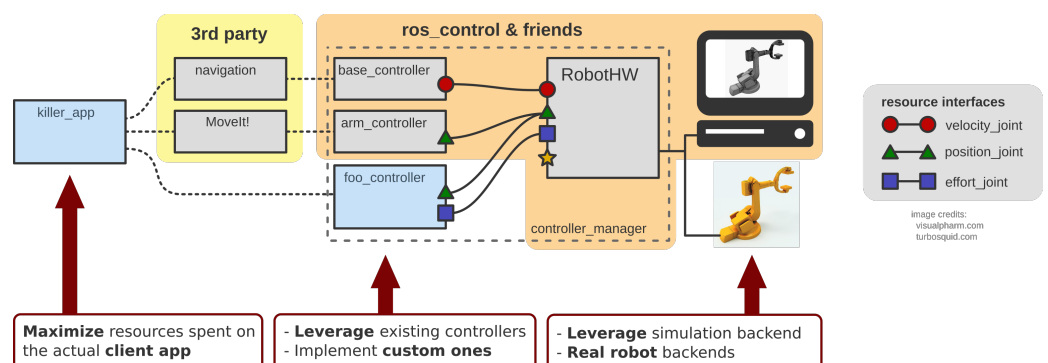 3rd party
ros_control & friends
navigation
base_controller
RobotHW
killer_app
MoveIt!
arm_controller
foo_controller
controller_manager
resource interfaces
velocity_joint
position_joint
effort_joint
image credits:
visualpharm.com
turbosquid.com
Maximize resources spent on
the actual client app
- Leverage existing controllers
- Implement custom ones
- Leverage simulation backend
- Real robot backends